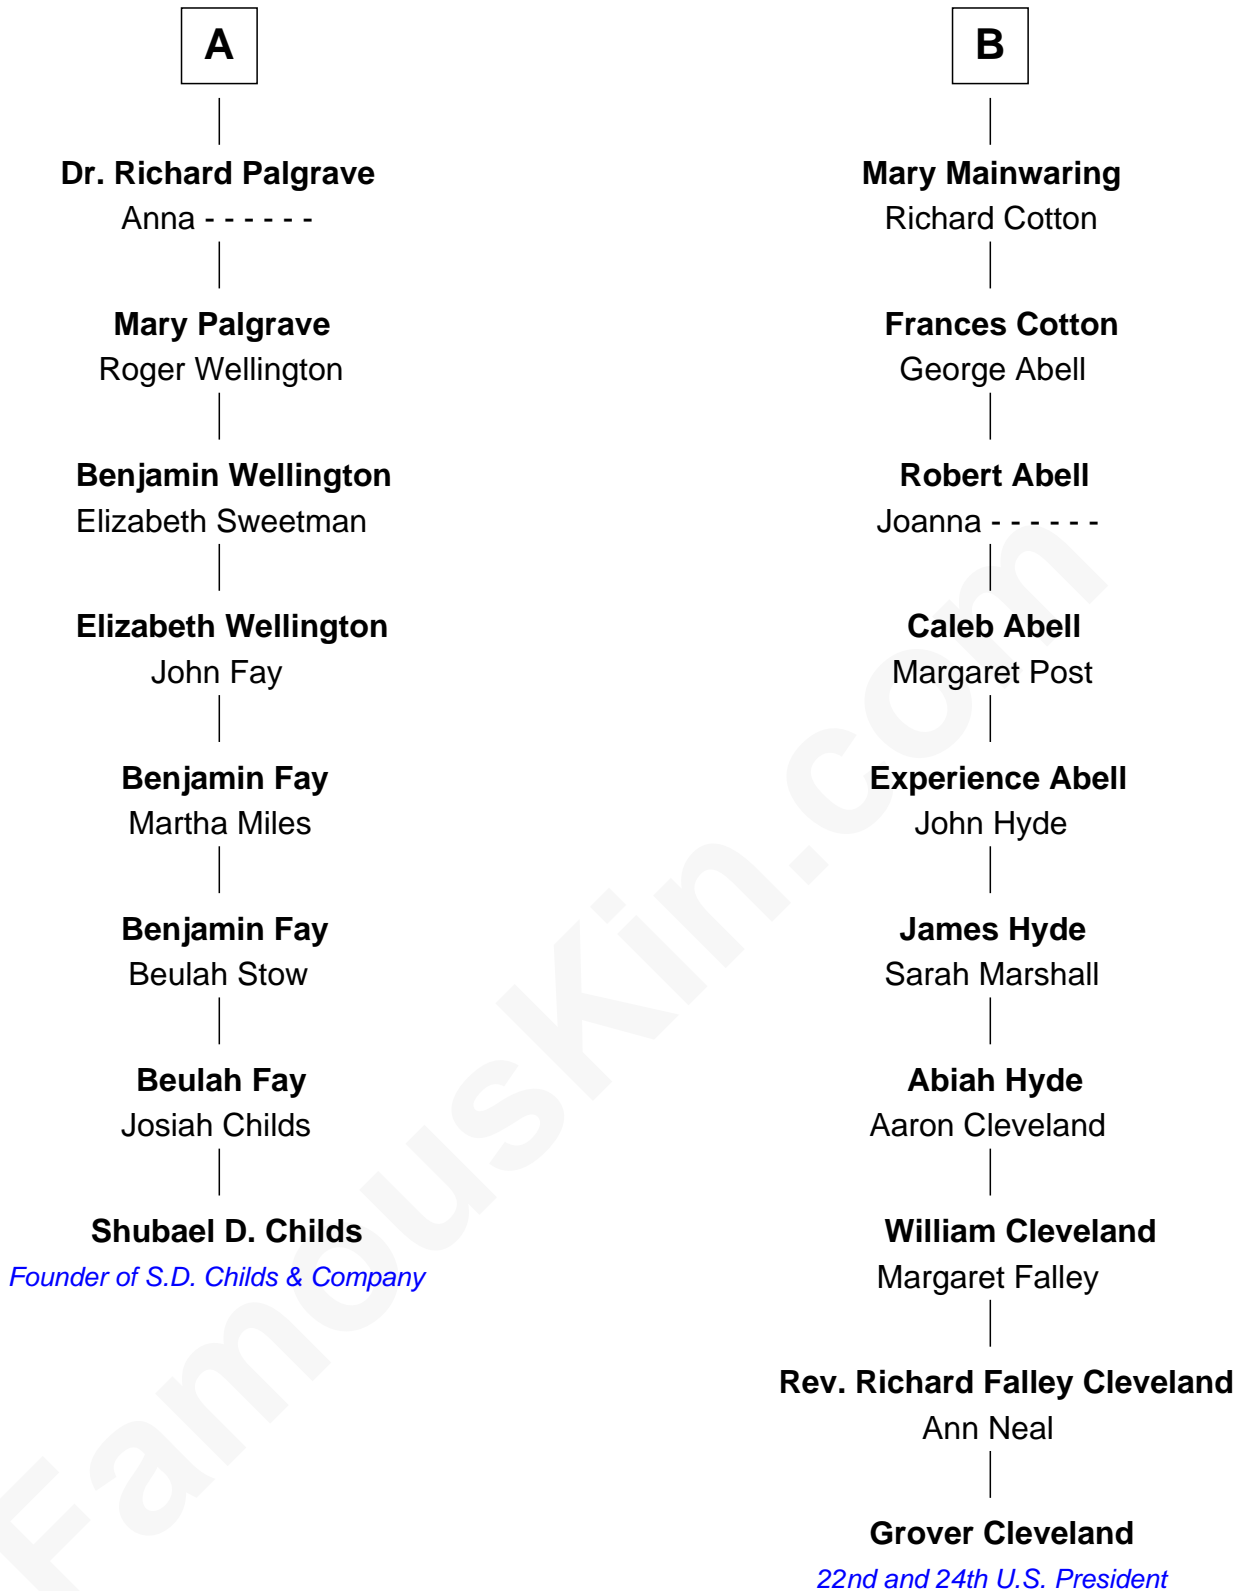 A
Dr. Richard Palgrave
Anna - - - - - -
Mary Palgrave
Roger Wellington
Benjamin Wellington
Elizabeth Sweetman
Elizabeth Wellington
John Fay
Benjamin Fay
Martha Miles
Benjamin Fay
Beulah Stow
Beulah Fay
Josiah Childs
Shubael D. Childs
Founder of S.D. Childs & Company
B
Mary Mainwaring
Richard Cotton
Frances Cotton
George Abell
Robert Abell
Joanna - - - - - -
Caleb Abell
Margaret Post
Experience Abell
John Hyde
James Hyde
Sarah Marshall
Abiah Hyde
Aaron Cleveland
William Cleveland
Margaret Falley
Rev. Richard Falley Cleveland
Ann Neal
Grover Cleveland
22nd and 24th U.S. President
FamousKin.com